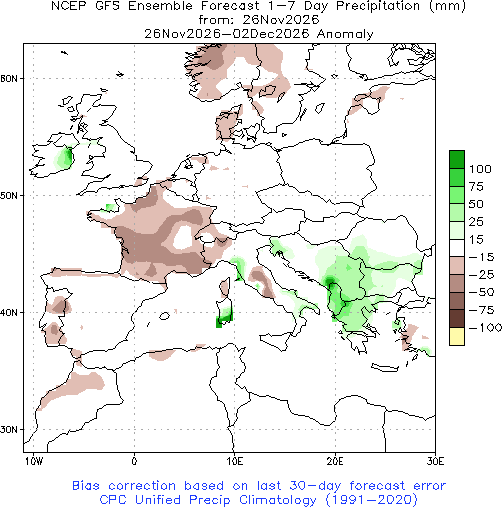 NCEP GFS Ensemble Forecast 1-7 Day Precipitation (mm)
from: 26Nov2026
26Nov2026-02Dec2026 Anomaly
60N
50N
40N
30N
10W
0
10E
20E
30E
100
75
50
25
15
-15
-25
-50
-75
-100
Bias correction based on last 30-day forecast error
CPC Unified Precip Climatology (1991-2020)